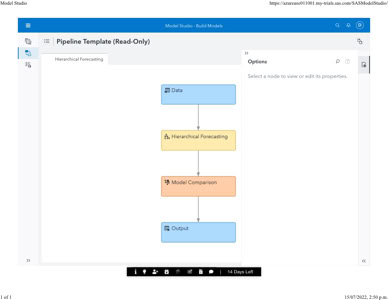 Model Studio
https://azureuse011001.my-trials.sas.com/SASModelStudio/
Model Studio - Build Models
Pipeline Template (Read-Only)
Hierarchical Forecasting
Options
Select a node to view or edit its properties.
Data
Hierarchical Forecasting
Model Comparison
Output
14 Days Left
1 of 1
15/07/2022, 2:50 p.m.